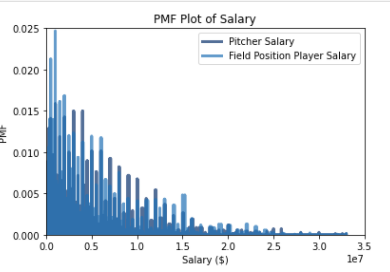 PMF Plot of Salary
0.025
0.020
0.015
0.010
0.005
0.000
PMF
Pitcher Salary
Field Position Player Salary
0.0 0.5 1.0 1.5 2.0 2.5 3.0 3.5
1e7
Salary ($)